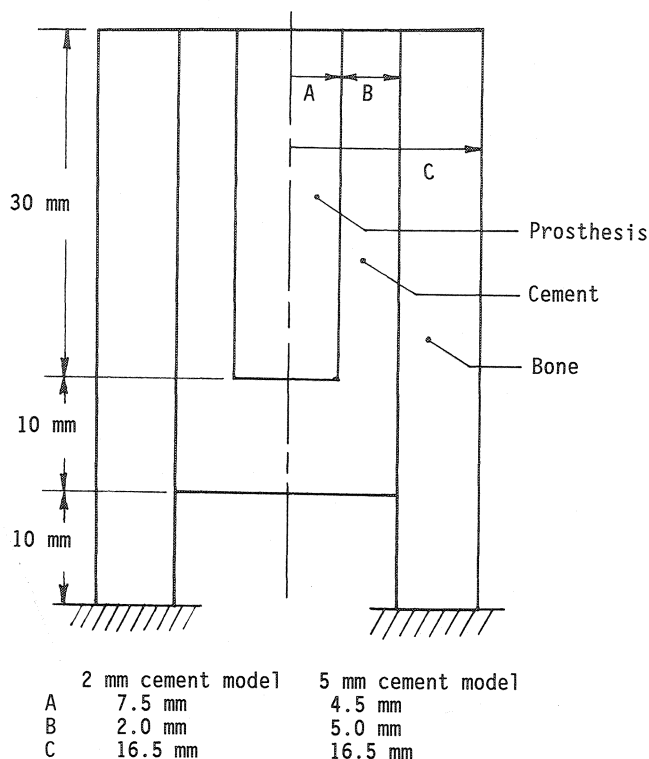 A
B
C
30 mm
Prosthesis
Cement
Bone
10 mm
10 mm
2 mm cement model 5 mm cement model
A 7.5 mm 4.5 mm
B 2.0 mm 5.0 mm
C 16.5 mm 16.5 mm